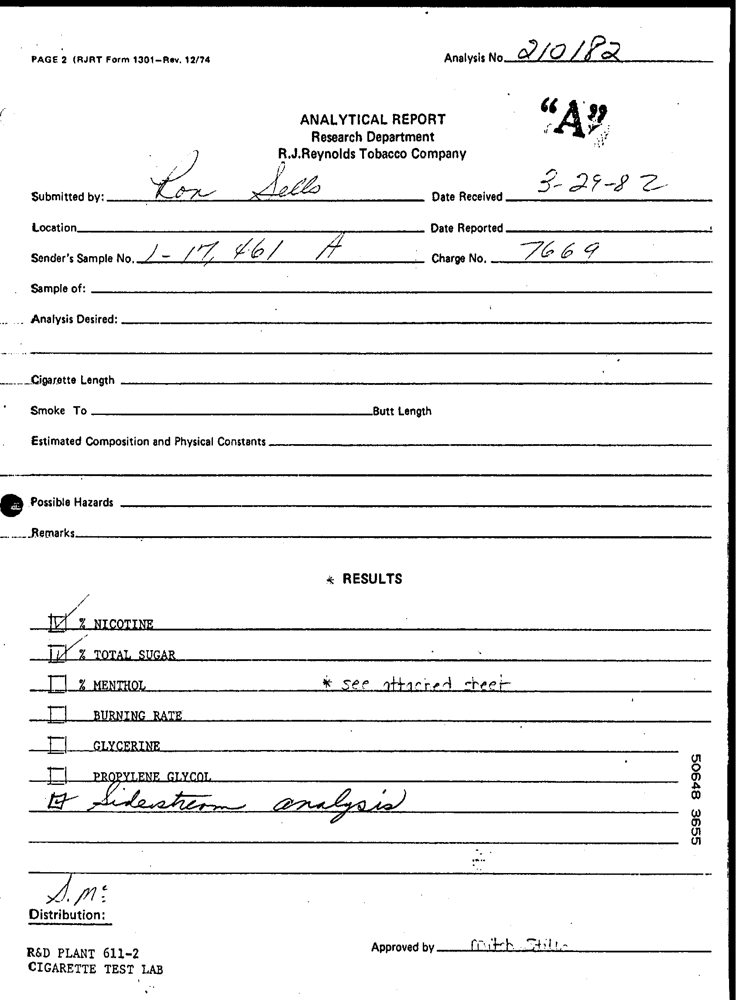 PAGE 2 (RJRT Form 1301—Rev. 12/74
Analysis No. 210182
"A"
ANALYTICAL REPORT
Research Department
R.J.Reynolds Tobacco Company
Submitted by: Ron Sells
Date Received 3-29-82
Location
Date Reported
Sender's Sample No. 1-17, 461 A
Charge No. 7669
Sample of:
Analysis Desired:
Cigarette Length
Smoke To Butt Length
Estimated Composition and Physical Constants
Possible Hazards
Remarks
* RESULTS
% NICOTINE
% TOTAL SUGAR
% MENTHOL * see attached sheet
BURNING RATE
GLYCERINE
PROPYLENE GLYCOL
Sidestream analysis
50648 3655
Distribution:
R&D PLANT 611-2
CIGARETTE TEST LAB
Approved by Mitch